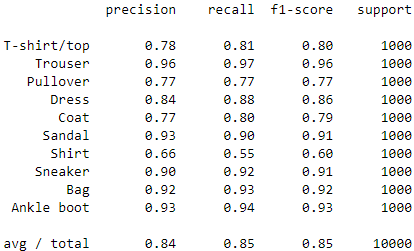 precision recall f1-score support
T-shirt/top 0.78 0.81 0.80 1000
Trouser 0.96 0.97 0.96 1000
Pullover 0.77 0.77 0.77 1000
Dress 0.84 0.88 0.86 1000
Coat 0.77 0.80 0.79 1000
Sandal 0.93 0.90 0.91 1000
Shirt 0.66 0.55 0.60 1000
Sneaker 0.90 0.92 0.91 1000
Bag 0.92 0.93 0.92 1000
Ankle boot 0.93 0.94 0.93 1000
avg / total 0.84 0.85 0.85 10000